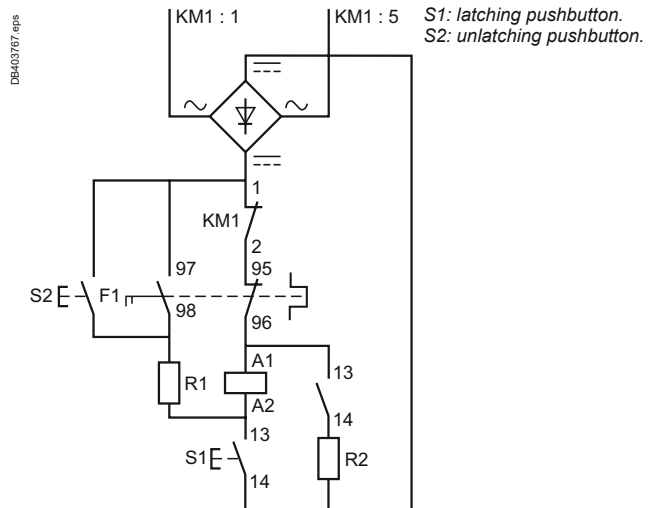 DB403767.eps
KM1 : 1
KM1 : 5
S1: latching pushbutton.
S2: unlatching pushbutton.
1
KM1
2
97
95
S2
F1
98
96
A1
13
R1
A2
14
13
S1
R2
14